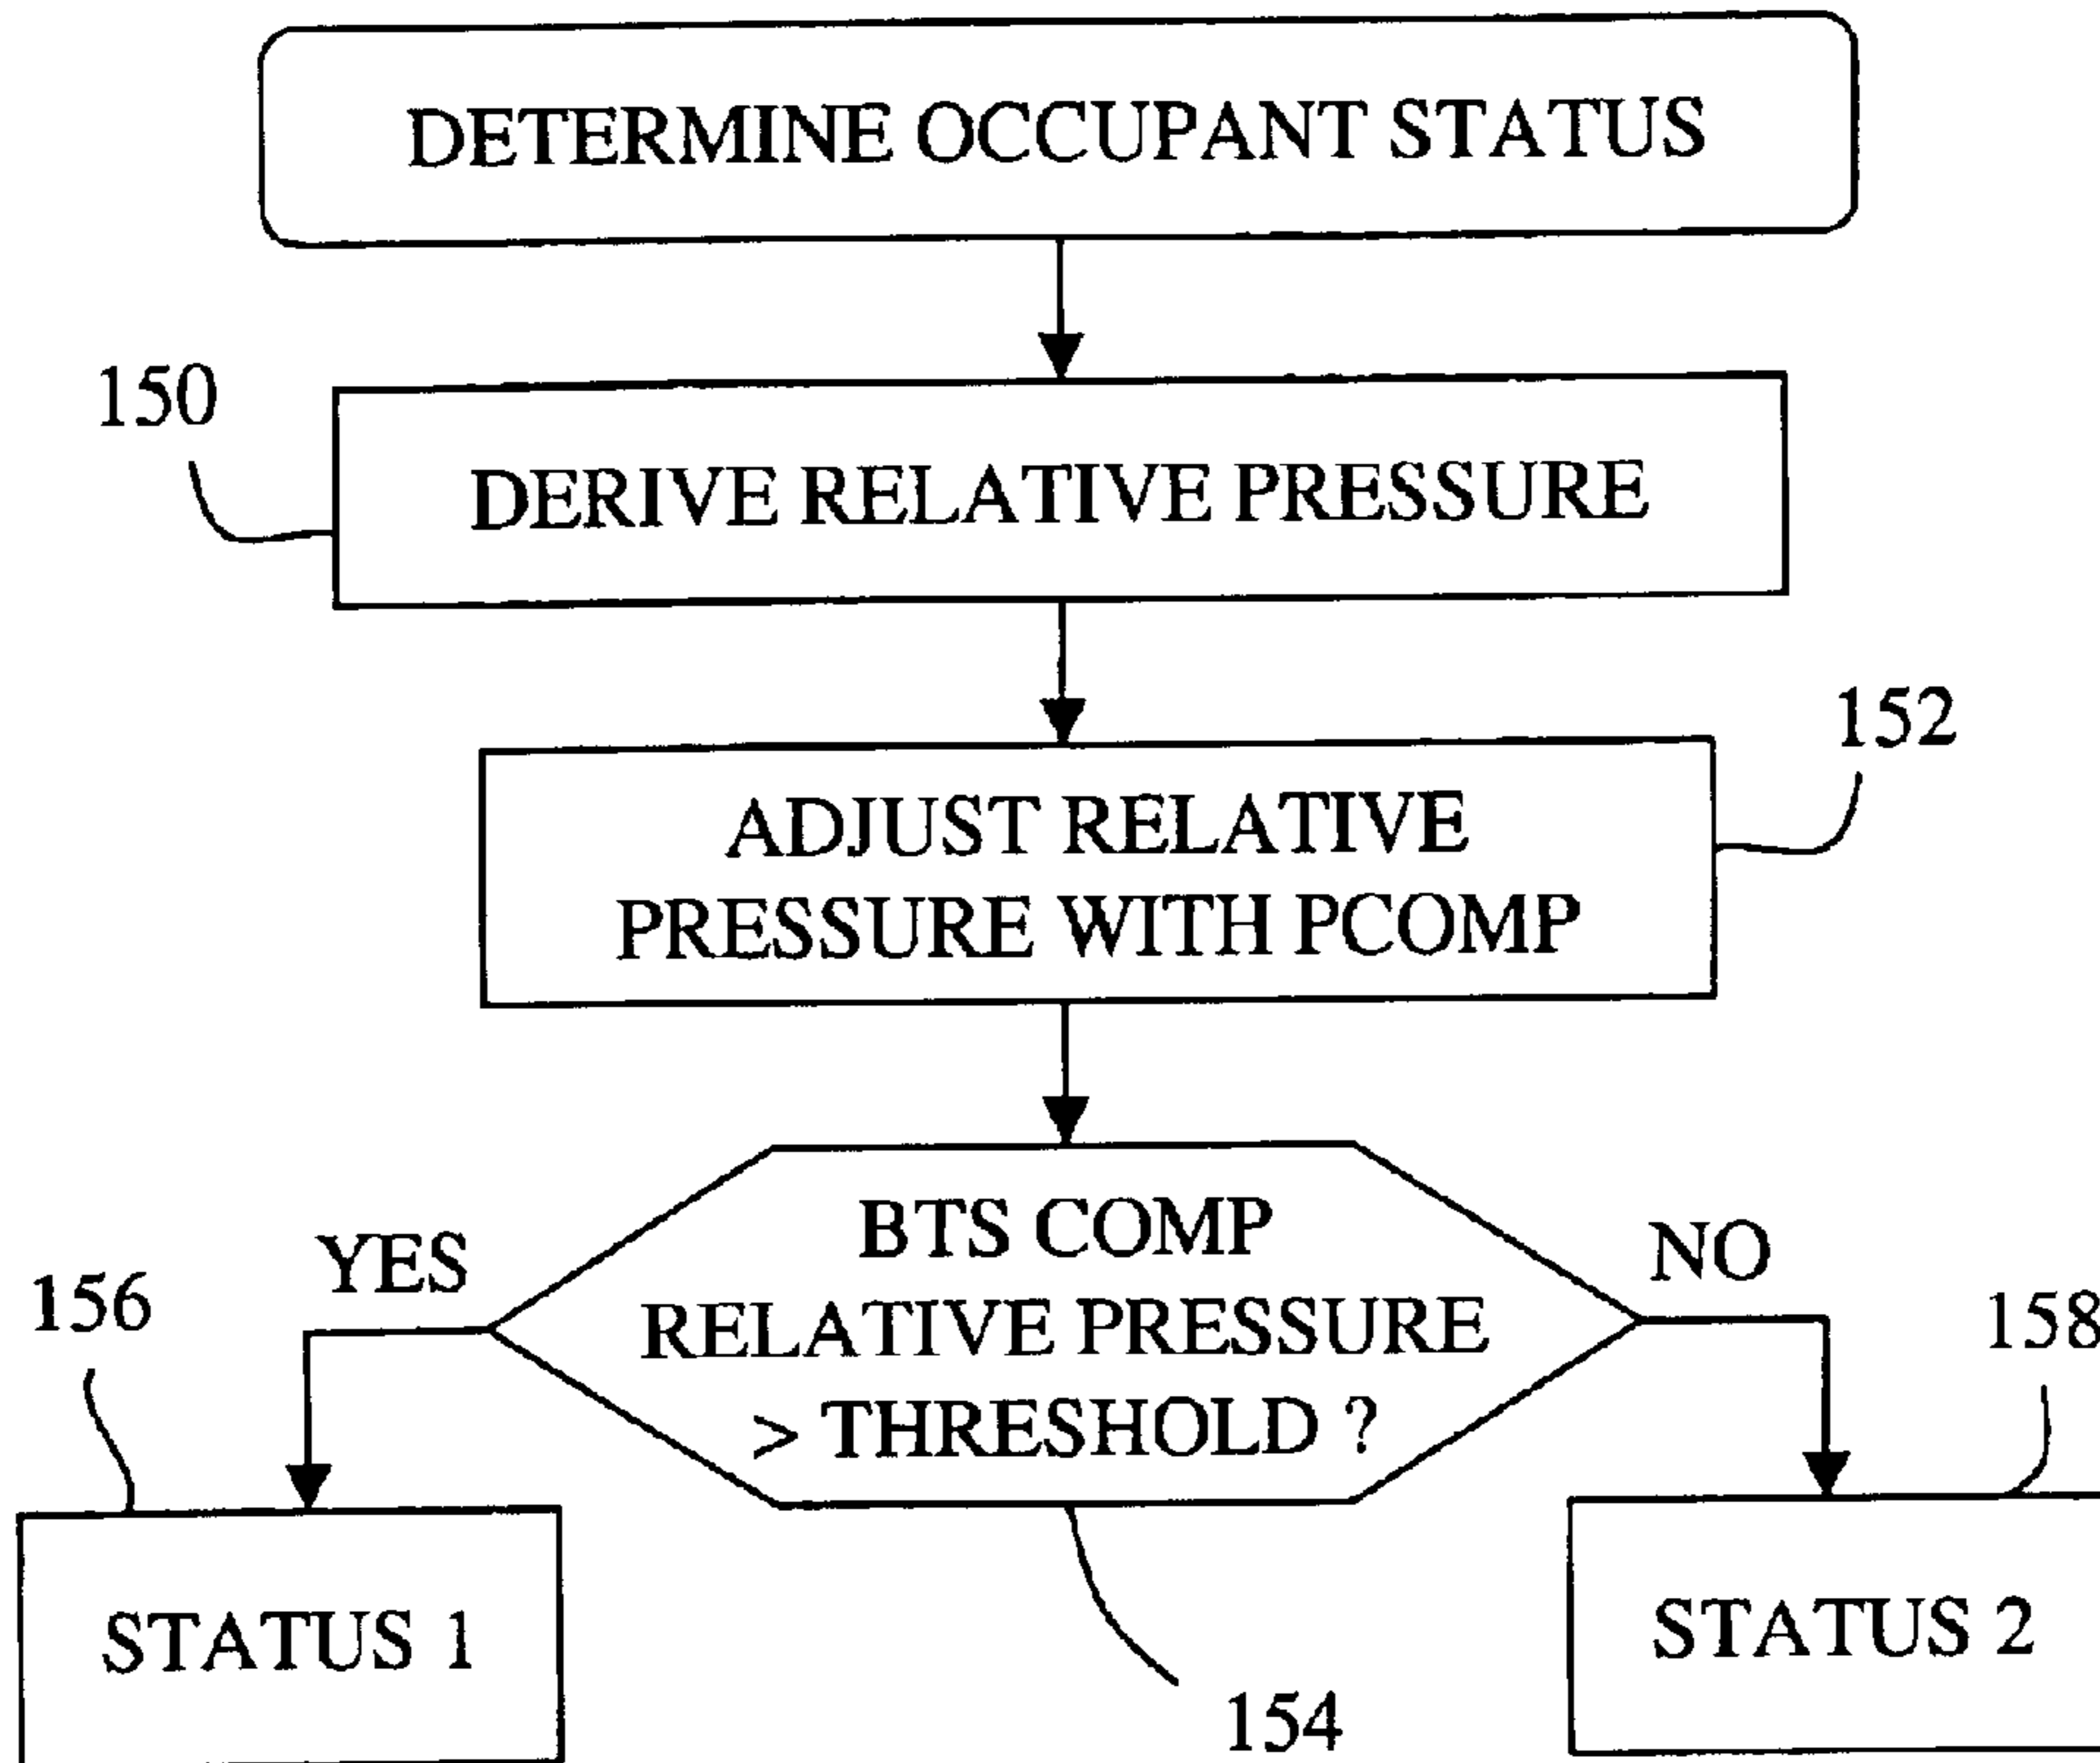 DETERMINE OCCUPANT STATUS
150
DERIVE RELATIVE PRESSURE
152
ADJUST RELATIVE
PRESSURE WITH PCOMP
BTS COMP
RELATIVE PRESSURE
> THRESHOLD ?
YES
NO
156
158
STATUS 1
STATUS 2
154